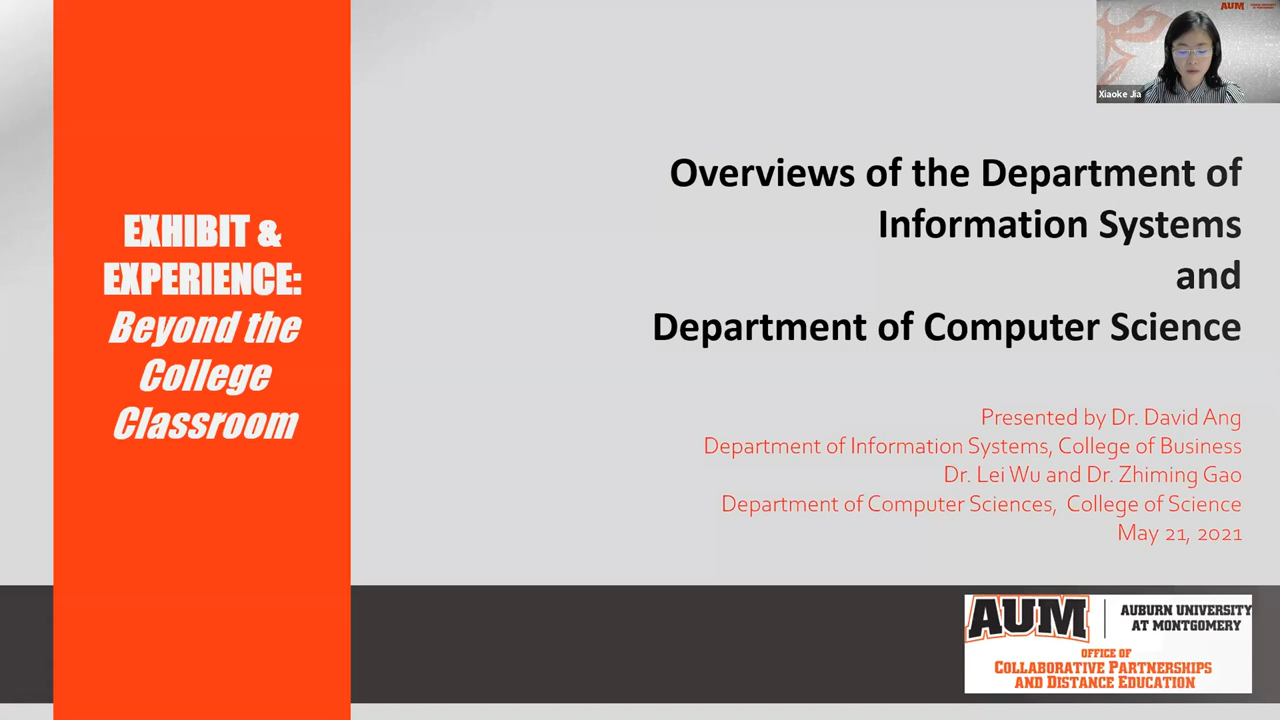 EXHIBIT &
EXPERIENCE:
Beyond the
College
Classroom
AUM
Xiaoke Jia
Overviews of the Department of
Information Systems
and
Department of Computer Science
Presented by Dr. David Ang
Department of Information Systems, College of Business
Dr. Lei Wu and Dr. Zhiming Gao
Department of Computer Sciences, College of Science
May 21, 2021
AUM
AUBURN UNIVERSITY
AT MONTGOMERY
OFFICE OF
COLLABORATIVE PARTNERSHIPS
AND DISTANCE EDUCATION